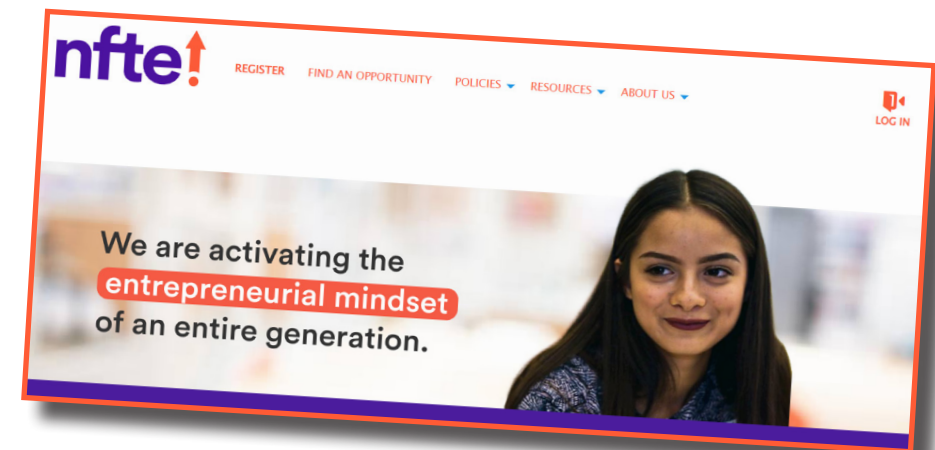 nfte!
REGISTER FIND AN OPPORTUNITY POLICIES RESOURCES ABOUT US
LOG IN
We are activating the
entrepreneurial mindset
of an entire generation.